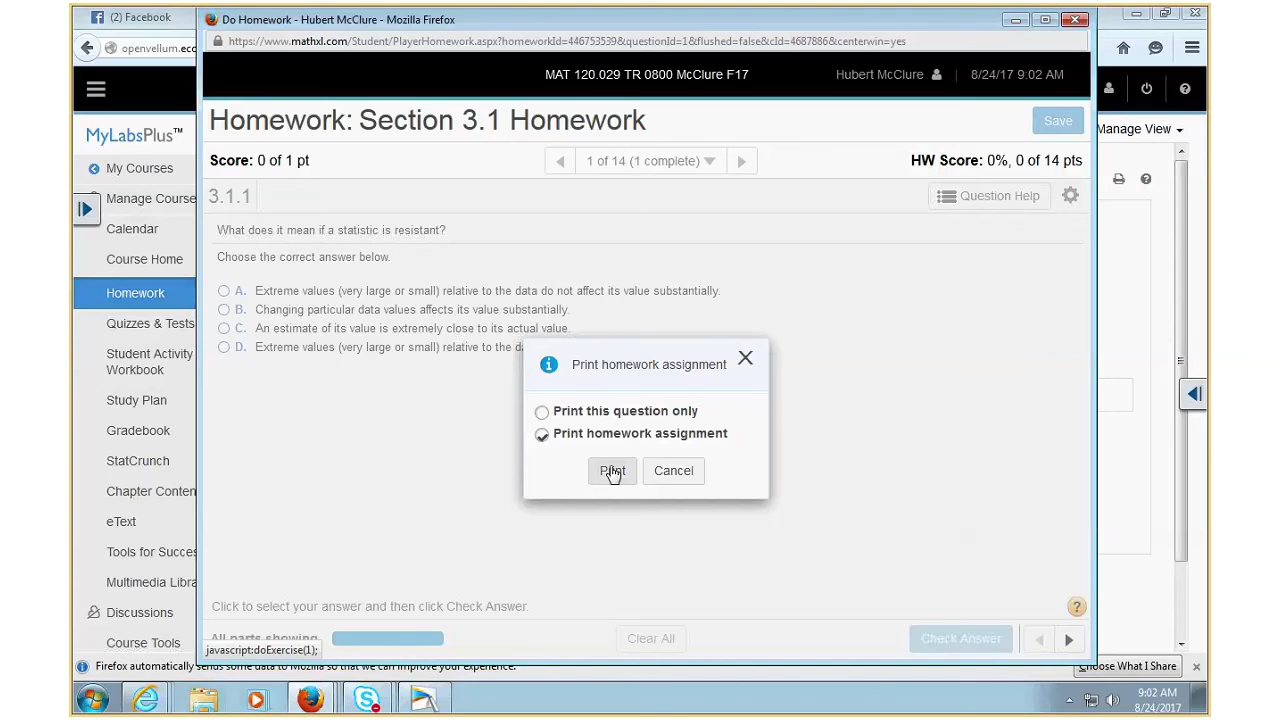 (2) Facebook
Do Homework - Hubert McClure - Mozilla Firefox
openvellum.eco
https://www.mathxl.com/Student/PlayerHomework.aspx?homeworkId=446753539&questionId=1&flushed=false&cId=4687886&centerwin=yes
MAT 120.029 TR 0800 McClure F17
Hubert McClure
8/24/17 9:02 AM
MyLabsPlus™
Homework: Section 3.1 Homework
Save
Manage View
Score: 0 of 1 pt
1 of 14 (1 complete)
HW Score: 0%, 0 of 14 pts
My Courses
Manage Course
Calendar
Course Home
Homework
Quizzes & Tests
Student Activity
Workbook
Study Plan
Gradebook
StatCrunch
Chapter Conten
eText
Tools for Succes
Multimedia Libra
Discussions
Course Tools
3.1.1
Question Help
What does it mean if a statistic is resistant?
Choose the correct answer below.
A. Extreme values (very large or small) relative to the data do not affect its value substantially.
B. Changing particular data values affects its value substantially.
C. An estimate of its value is extremely close to its actual value.
D. Extreme values (very large or small) relative to the da
Print homework assignment
Print this question only
Print homework assignment
Print
Cancel
Click to select your answer and then click Check Answer.
?
All parts showing
Clear All
Check Answer
javascript:doExercise(1);
Firefox automatically sends some data to Mozilla so that we can improve your experience.
Choose What I Share
9:02 AM
8/24/2017